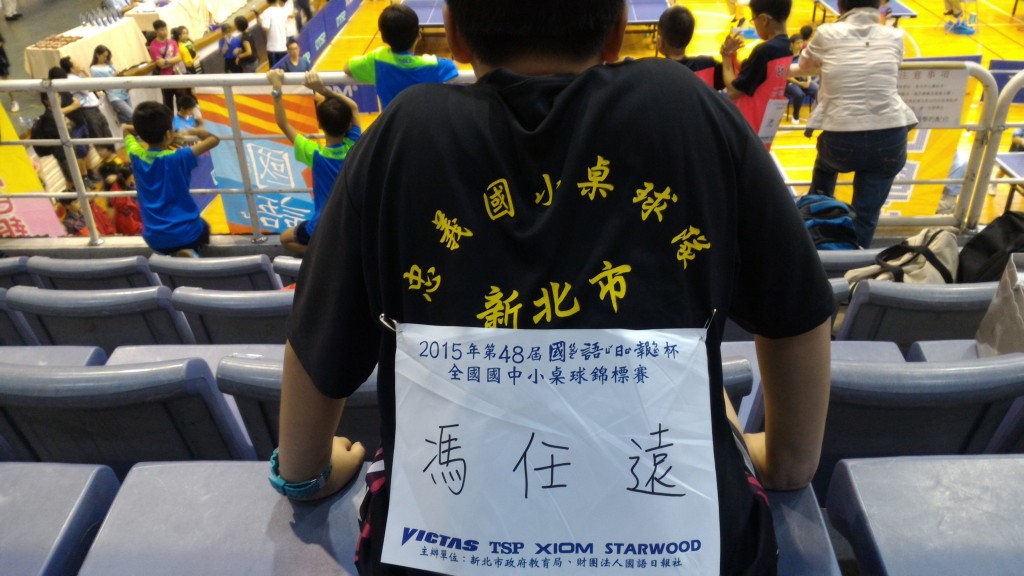 忠義國小桌球隊
新北市
2015年第48屆國語日報杯
全國國中小桌球錦標賽
馮任遠
VICTAS TSP XIOM STARWOOD
主辦單位：新北市政府教育局、財團法人國語日報社
國